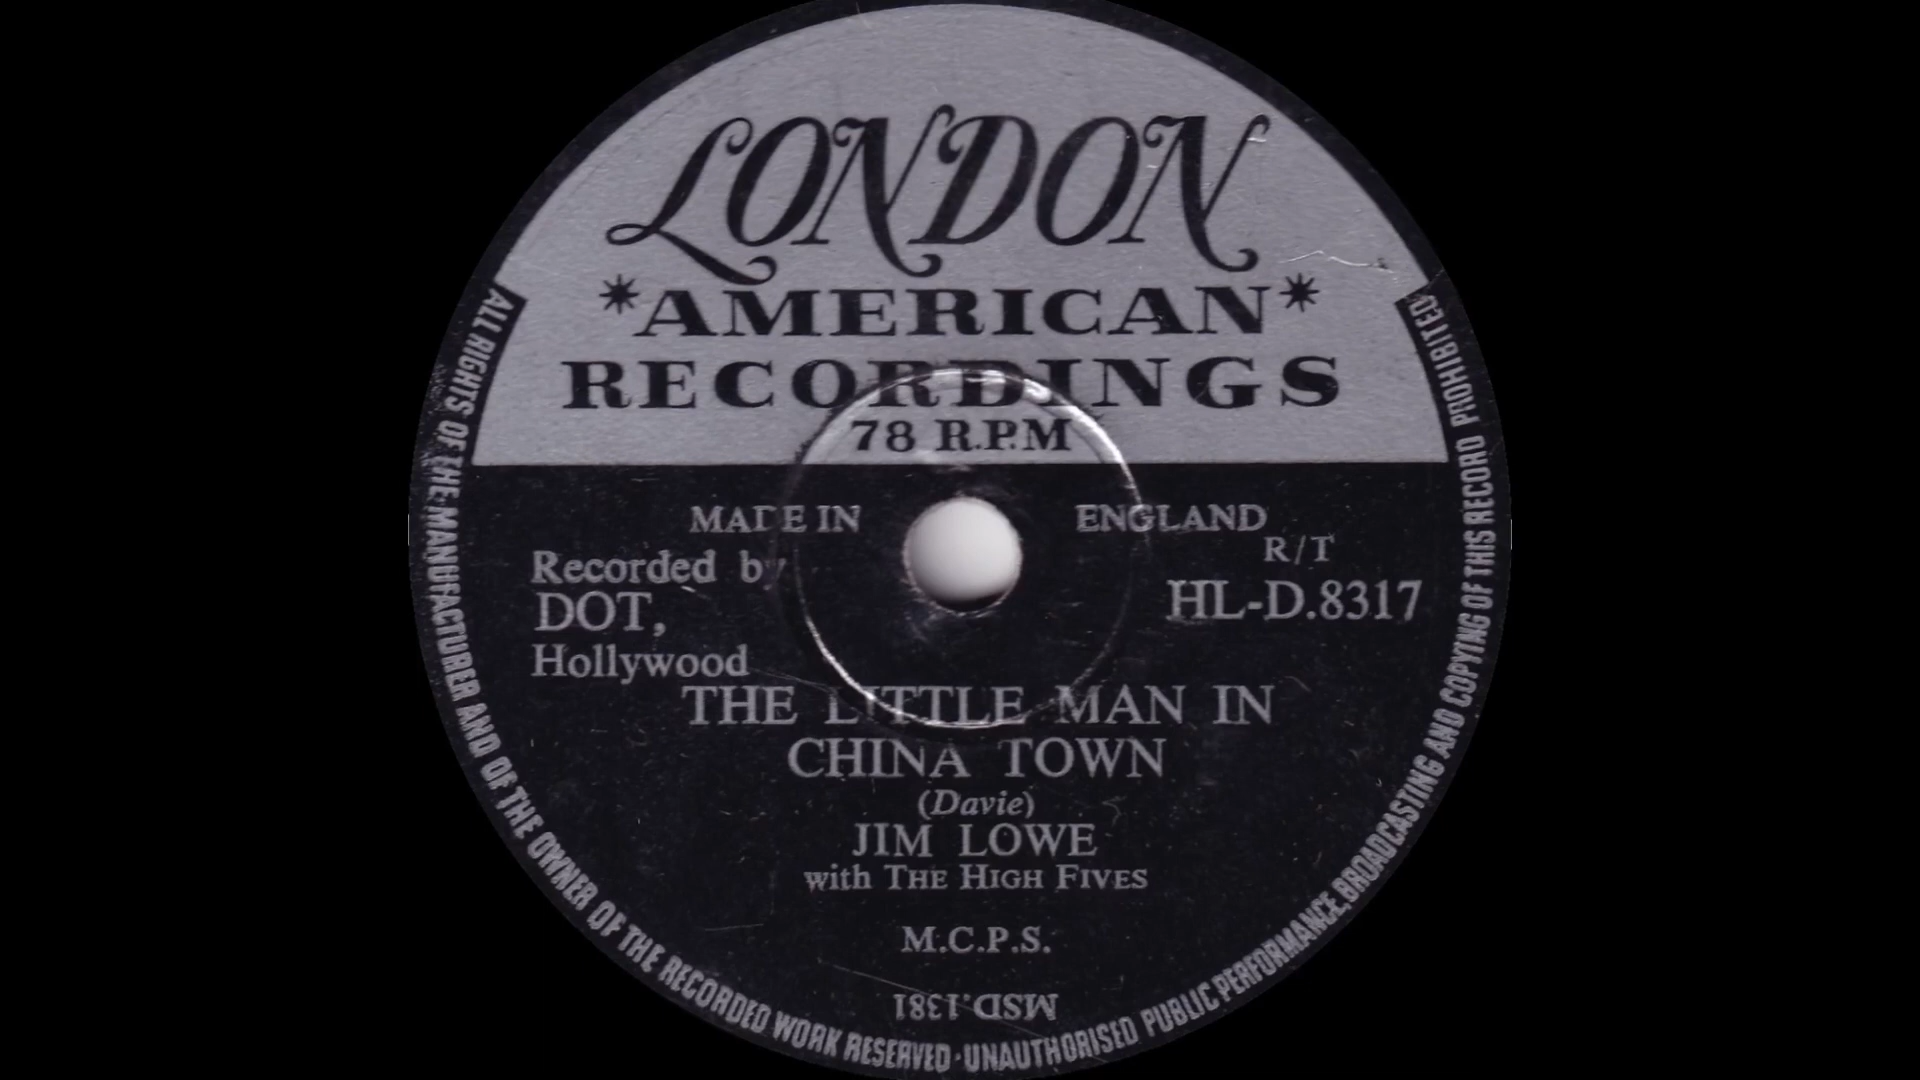 LONDON
*AMERICAN*
RECORDINGS
78 R.P.M
MADE IN ENGLAND
Recorded by
DOT,
Hollywood
R/T
HL-D.8317
THE LITTLE MAN IN
CHINA TOWN
(Davie)
JIM LOWE
with THE HIGH FIVES
M.C.P.S.
MSD.1381
ALL RIGHTS OF THE MANUFACTURER AND OF THE OWNER OF THE RECORDED WORK RESERVED · UNAUTHORISED PUBLIC PERFORMANCE, BROADCASTING AND COPYING OF THIS RECORD PROHIBITED